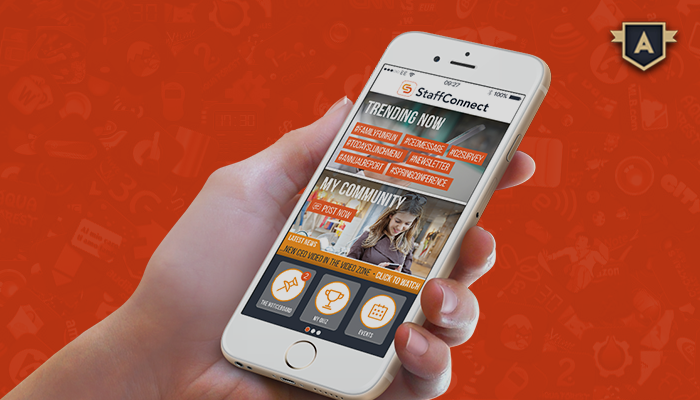 A
EE 09:27 100%
StaffConnect
TRENDING NOW
#FAMILYFUNRUN #CEOMESSAGE #Q2SURVEY
#TODAYSLUNCHMENU #NEWSLETTER
#ANNUALREPORT #SPRINGCONFERENCE
MY COMMUNITY
POST NOW
LATEST NEWS
...NEW CEO VIDEO IN THE VIDEO ZONE - CLICK TO WATCH
2
THE NOTICEBOARD MY QUIZ EVENTS